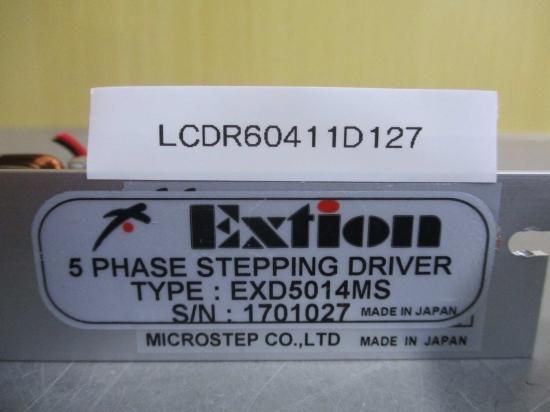 LCDR60411D127
Extion
5 PHASE STEPPING DRIVER
TYPE : EXD5014MS
S/N : 1701027 MADE IN JAPAN
MICROSTEP CO.,LTD MADE IN JAPAN